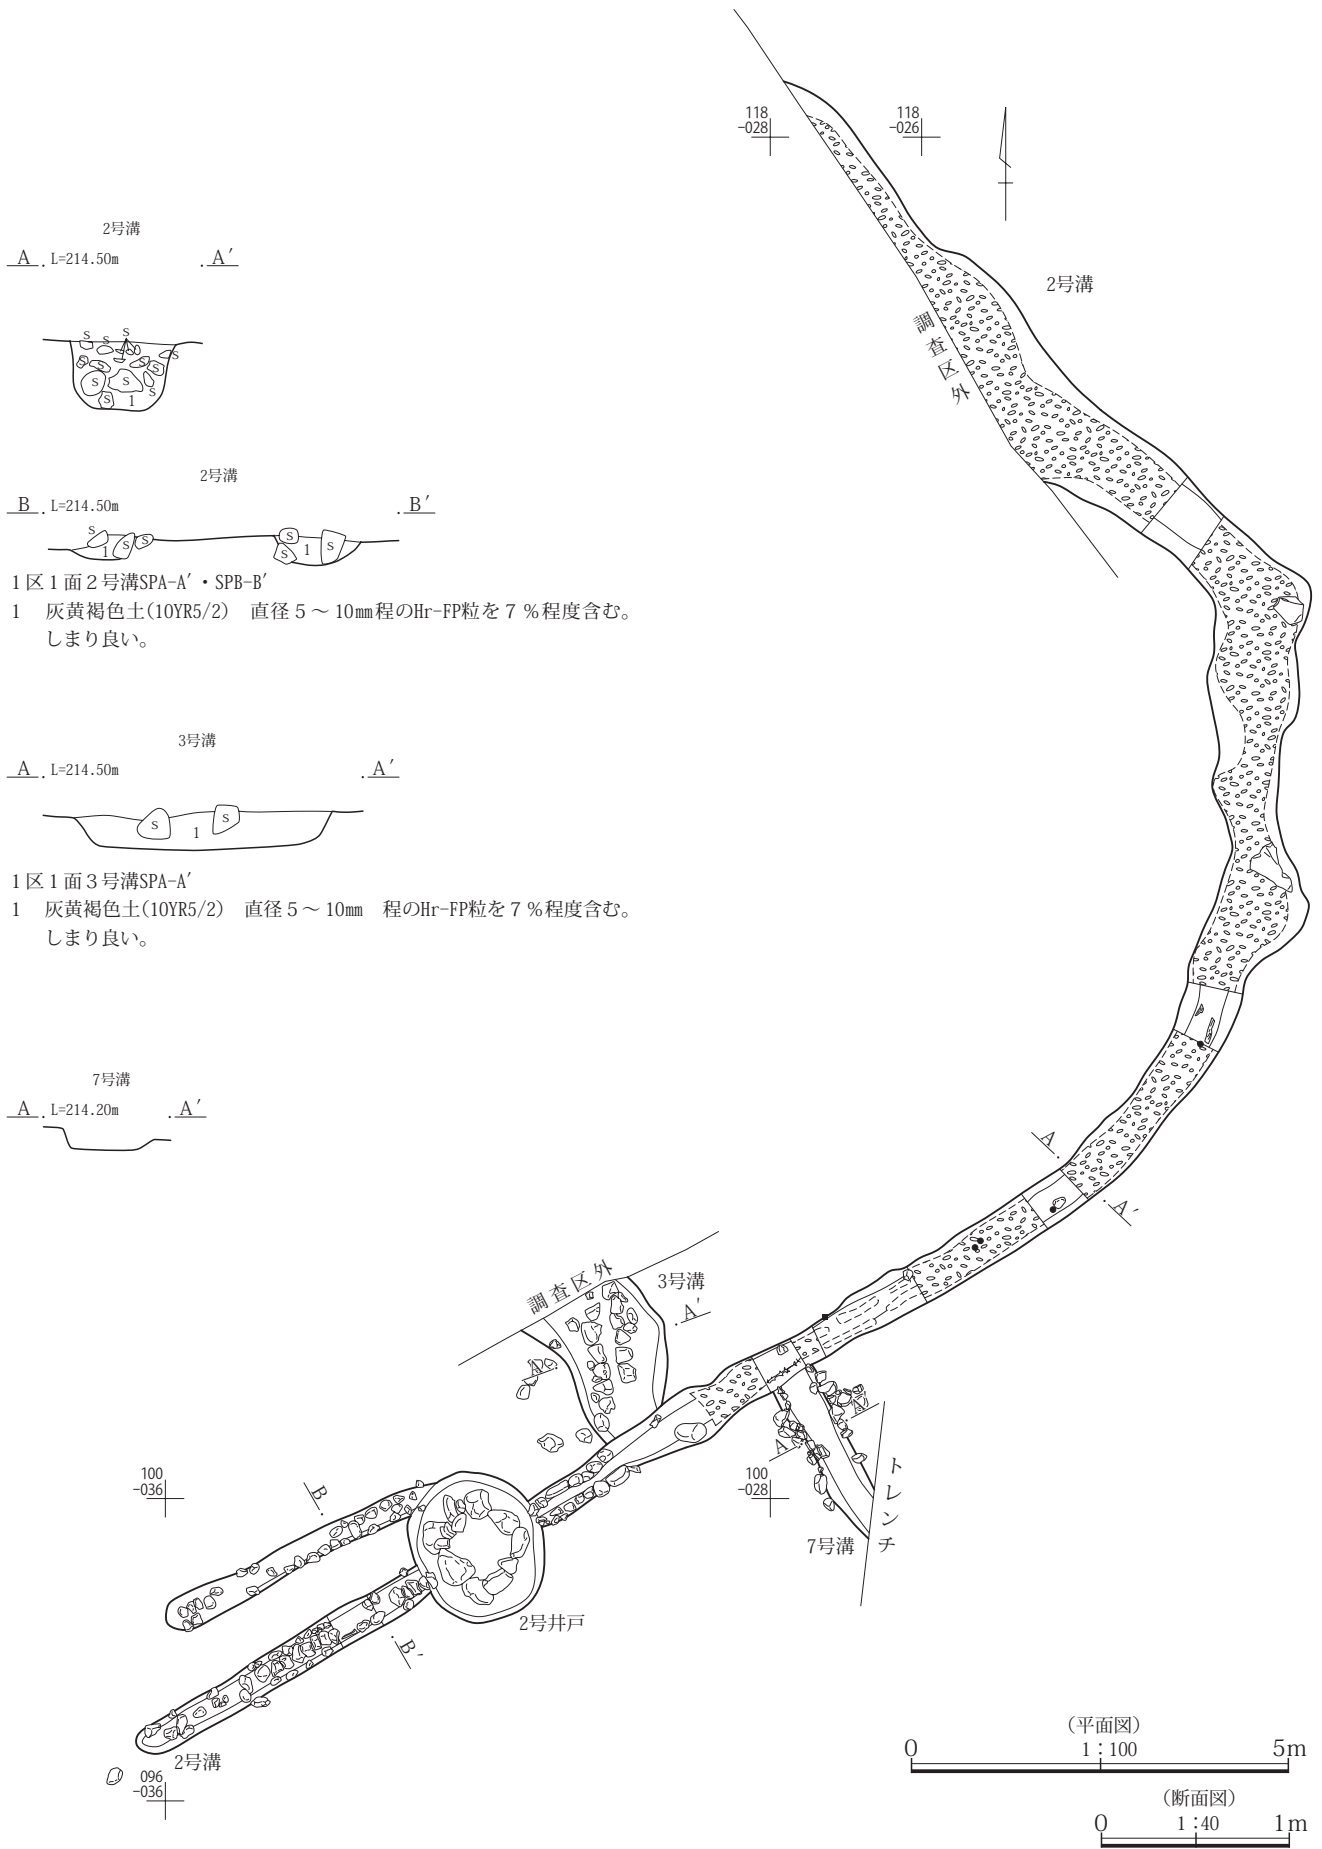 118
-028
118
-026
2号溝
調査区外
2号溝
A . L=214.50m . A′
S S S S S S S S S S S S 1
2号溝
B . L=214.50m . B′
S 1 S S S S 1 S
1区1面2号溝SPA-A′・SPB-B′
1 灰黄褐色土(10YR5/2) 直径5～10㎜程のHr-FP粒を7％程度含む。
しまり良い。
3号溝
A . L=214.50m . A′
S 1 S
1区1面3号溝SPA-A′
1 灰黄褐色土(10YR5/2) 直径5～10㎜ 程のHr-FP粒を7％程度含む。
しまり良い。
7号溝
A . L=214.20m . A′
A .
. A′
調査区外
3号溝
. A′
A .
A .
. A′
トレンチ
100
-036
B .
100
-028
7号溝
2号井戸
. B′
2号溝
096
-036
（平面図）
0 1：100 5m
（断面図）
0 1：40 1m